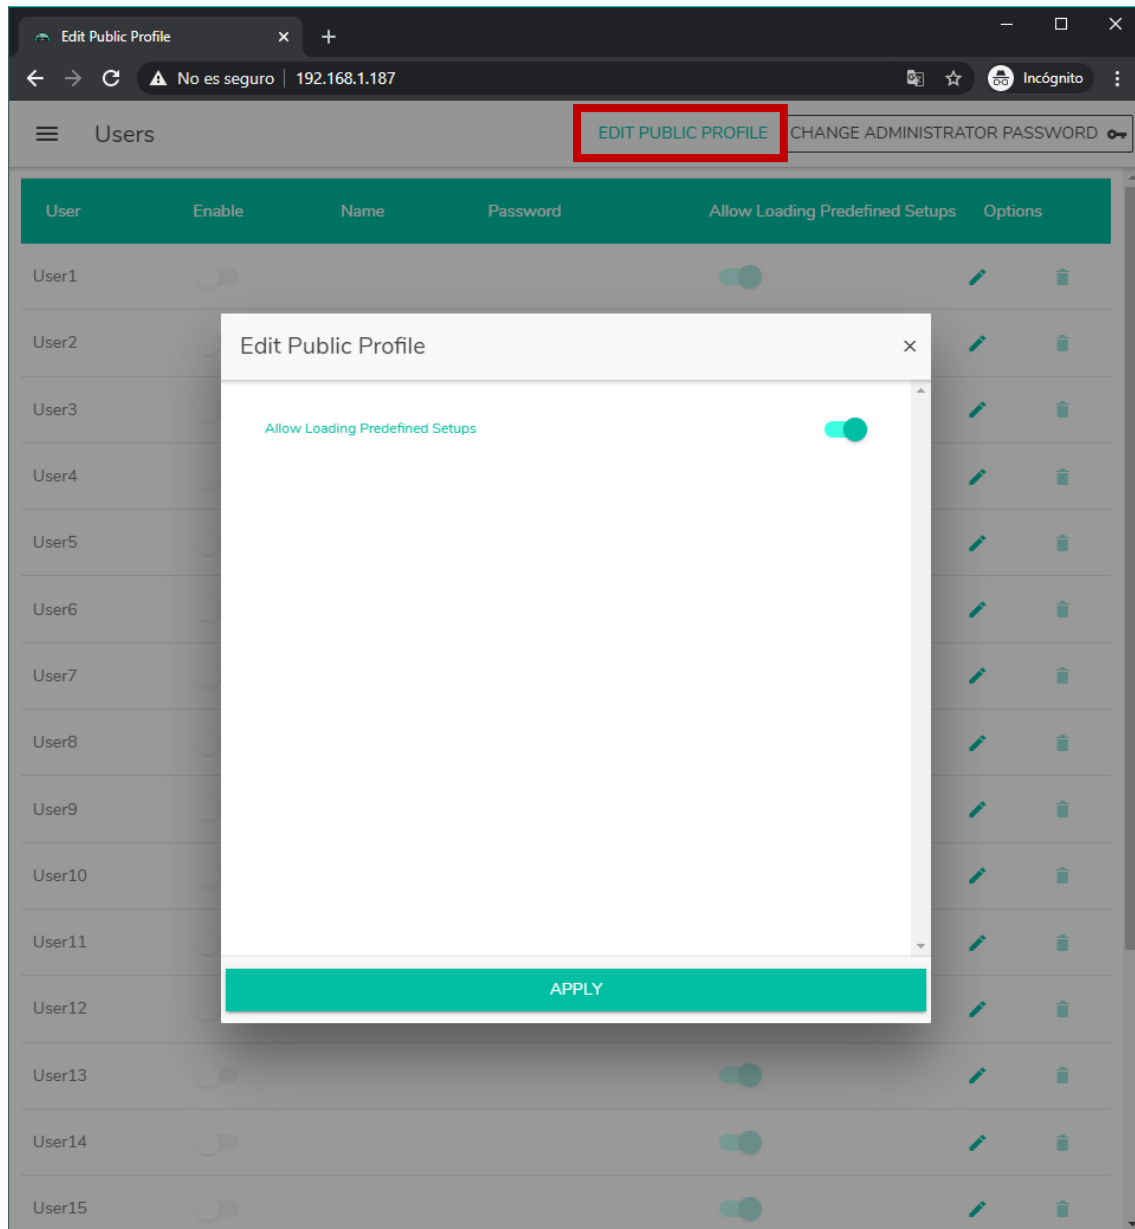 Edit Public Profile
No es seguro | 192.168.1.187
Incógnito
Users
EDIT PUBLIC PROFILE
CHANGE ADMINISTRATOR PASSWORD
User Enable Name Password Allow Loading Predefined Setups Options
User1
User2
Edit Public Profile
User3
Allow Loading Predefined Setups
User4
User5
User6
User7
User8
User9
User10
User11
APPLY
User12
User13
User14
User15